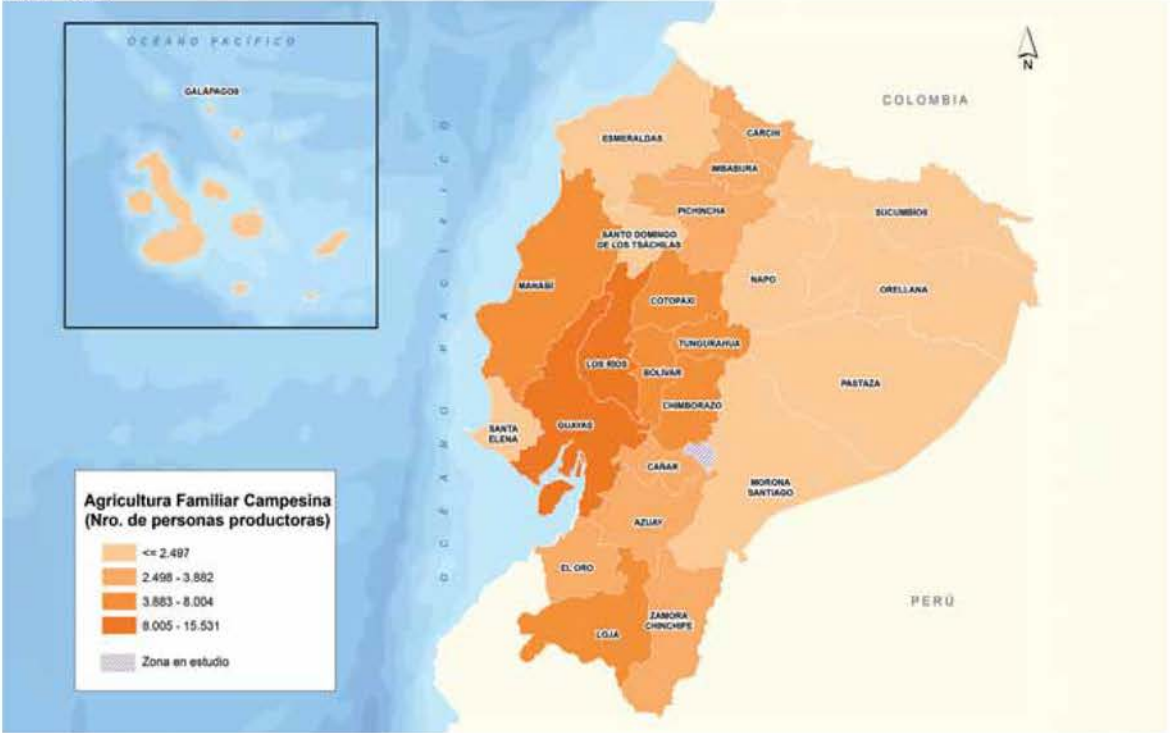 OCÉANO PACÍFICO
GALÁPAGOS
N
COLOMBIA
ESMERALDAS
CARCHI
IMBABURA
PICHINCHA
SUCUMBÍOS
SANTO DOMINGO
DE LOS TSÁCHILAS
NAPO
ORELLANA
MANABÍ
COTOPAXI
TUNGURAHUA
LOS RÍOS
BOLÍVAR
PASTAZA
CHIMBORAZO
SANTA
ELENA
GUAYAS
CAÑAR
MORONA
SANTIAGO
AZUAY
EL ORO
ZAMORA
CHINCHIPE
LOJA
PERÚ
OCÉANO PACÍFICO
Agricultura Familiar Campesina
(Nro. de personas productoras)
<= 2.497
2.498 - 3.882
3.883 - 8.004
8.005 - 15.531
Zona en estudio